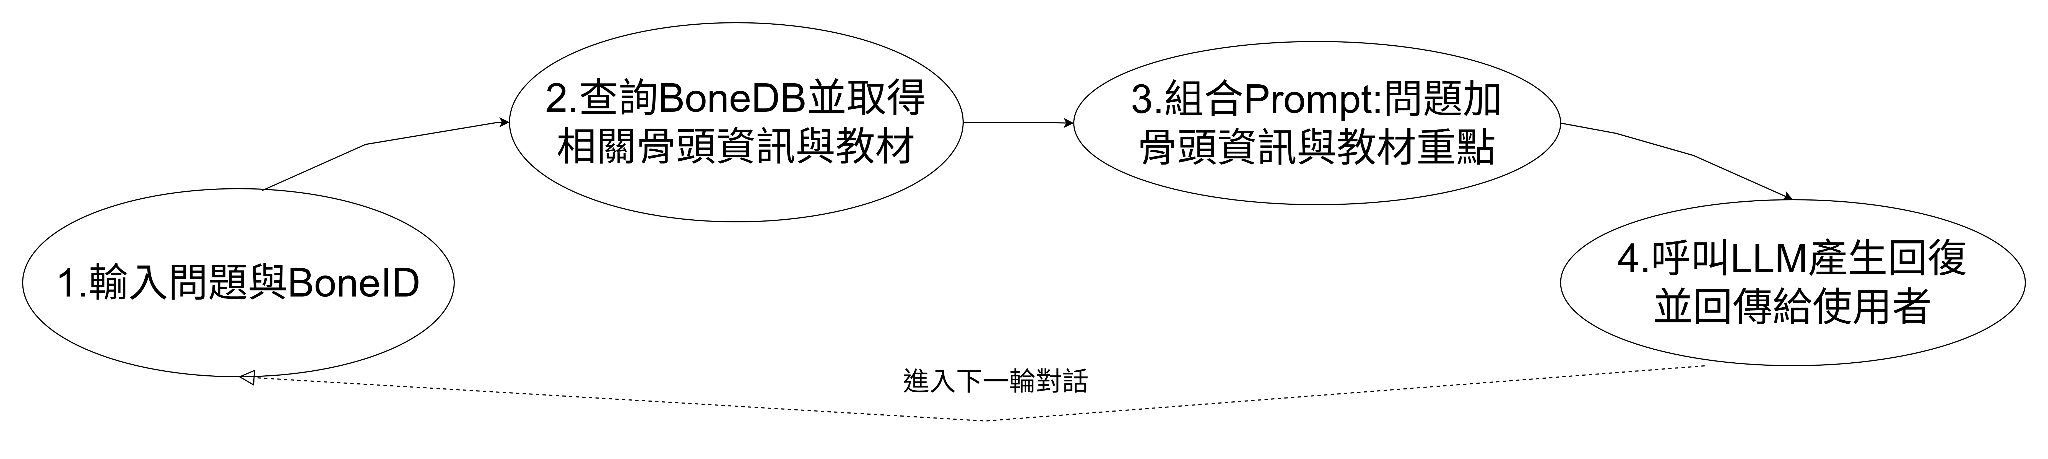 1.輸入問題與BoneID
2.查詢BoneDB並取得
相關骨頭資訊與教材
3.組合Prompt:問題加
骨頭資訊與教材重點
4.呼叫LLM產生回復
並回傳給使用者
進入下一輪對話